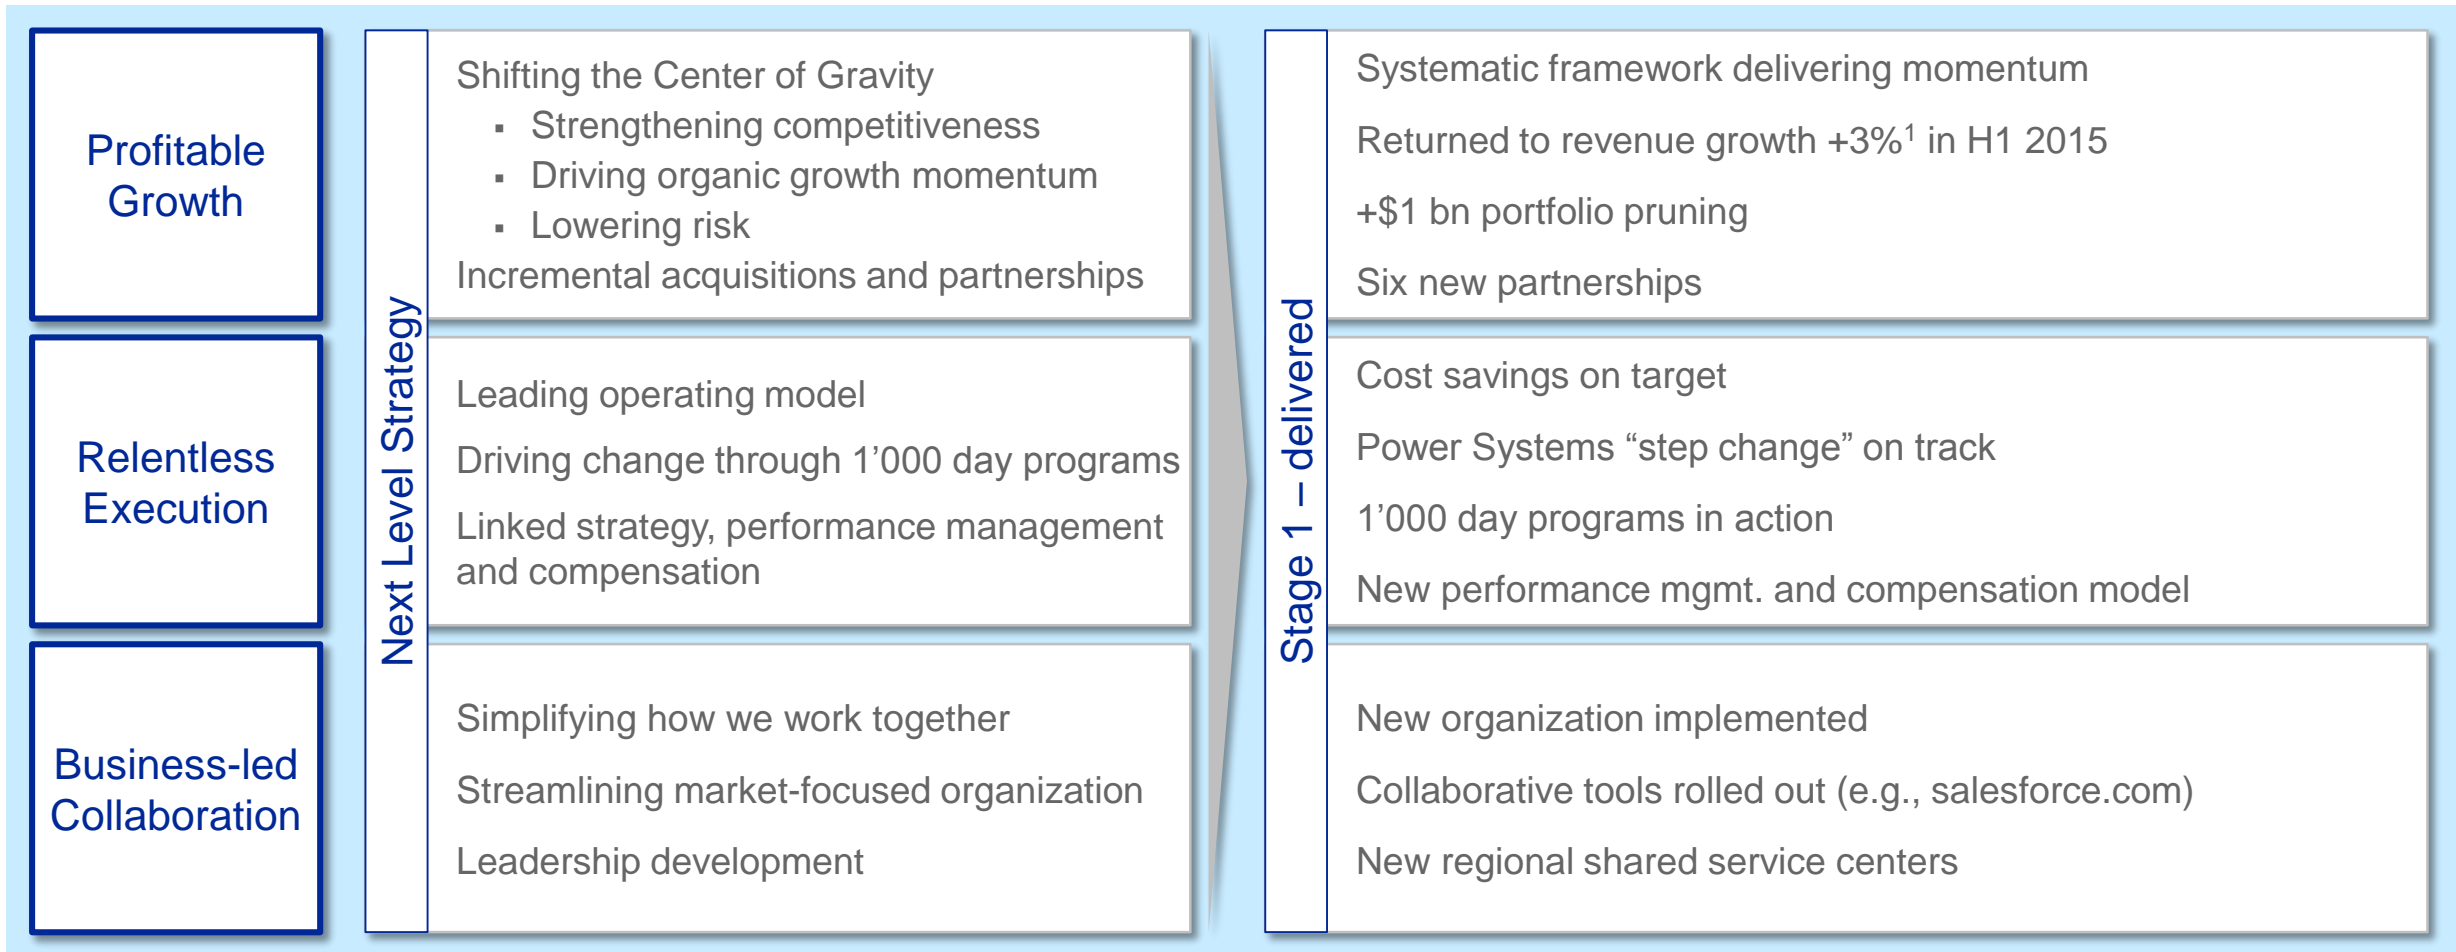 Profitable
Growth
Next Level Strategy
Shifting the Center of Gravity
▪ Strengthening competitiveness
▪ Driving organic growth momentum
▪ Lowering risk
Incremental acquisitions and partnerships
Stage 1 – delivered
Systematic framework delivering momentum
Returned to revenue growth +3%¹ in H1 2015
+$1 bn portfolio pruning
Six new partnerships
Relentless
Execution
Leading operating model
Driving change through 1’000 day programs
Linked strategy, performance management
and compensation
Cost savings on target
Power Systems “step change” on track
1’000 day programs in action
New performance mgmt. and compensation model
Business-led
Collaboration
Simplifying how we work together
Streamlining market-focused organization
Leadership development
New organization implemented
Collaborative tools rolled out (e.g., salesforce.com)
New regional shared service centers